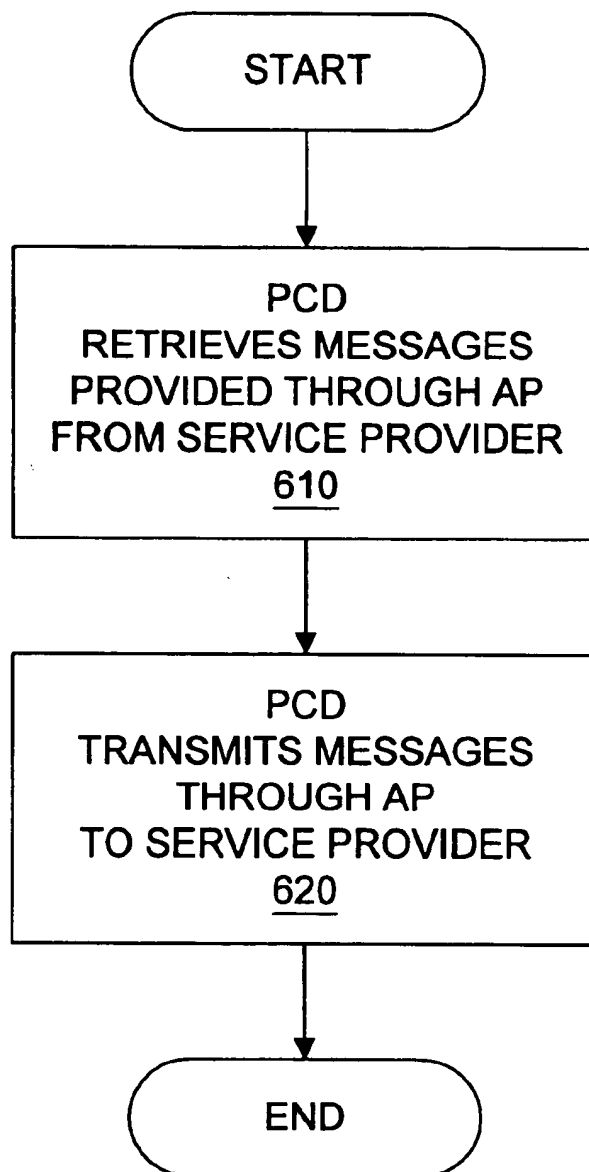 START
PCD
RETRIEVES MESSAGES
PROVIDED THROUGH AP
FROM SERVICE PROVIDER
610
PCD
TRANSMITS MESSAGES
THROUGH AP
TO SERVICE PROVIDER
620
END